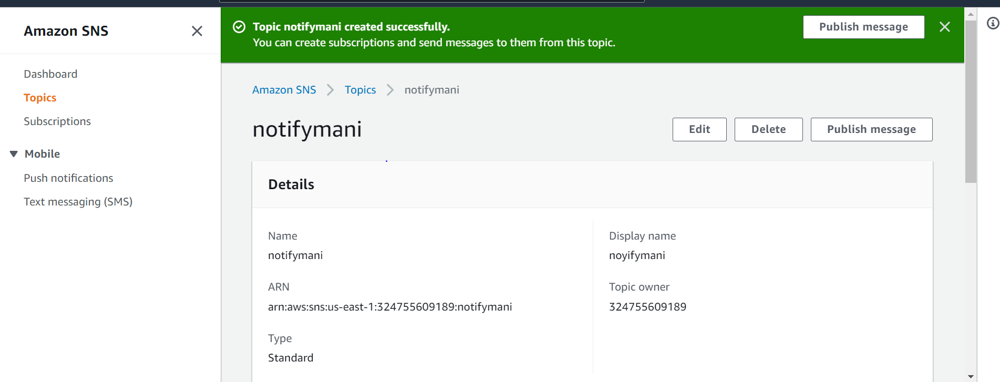 Amazon SNS
Dashboard
Topics
Subscriptions
Mobile
Push notifications
Text messaging (SMS)
Topic notifymani created successfully.
You can create subscriptions and send messages to them from this topic.
Publish message
Amazon SNS > Topics > notifymani
notifymani
Edit
Delete
Publish message
Details
Name
notifymani
ARN
arn:aws:sns:us-east-1:324755609189:notifymani
Type
Standard
Display name
noyifymani
Topic owner
324755609189